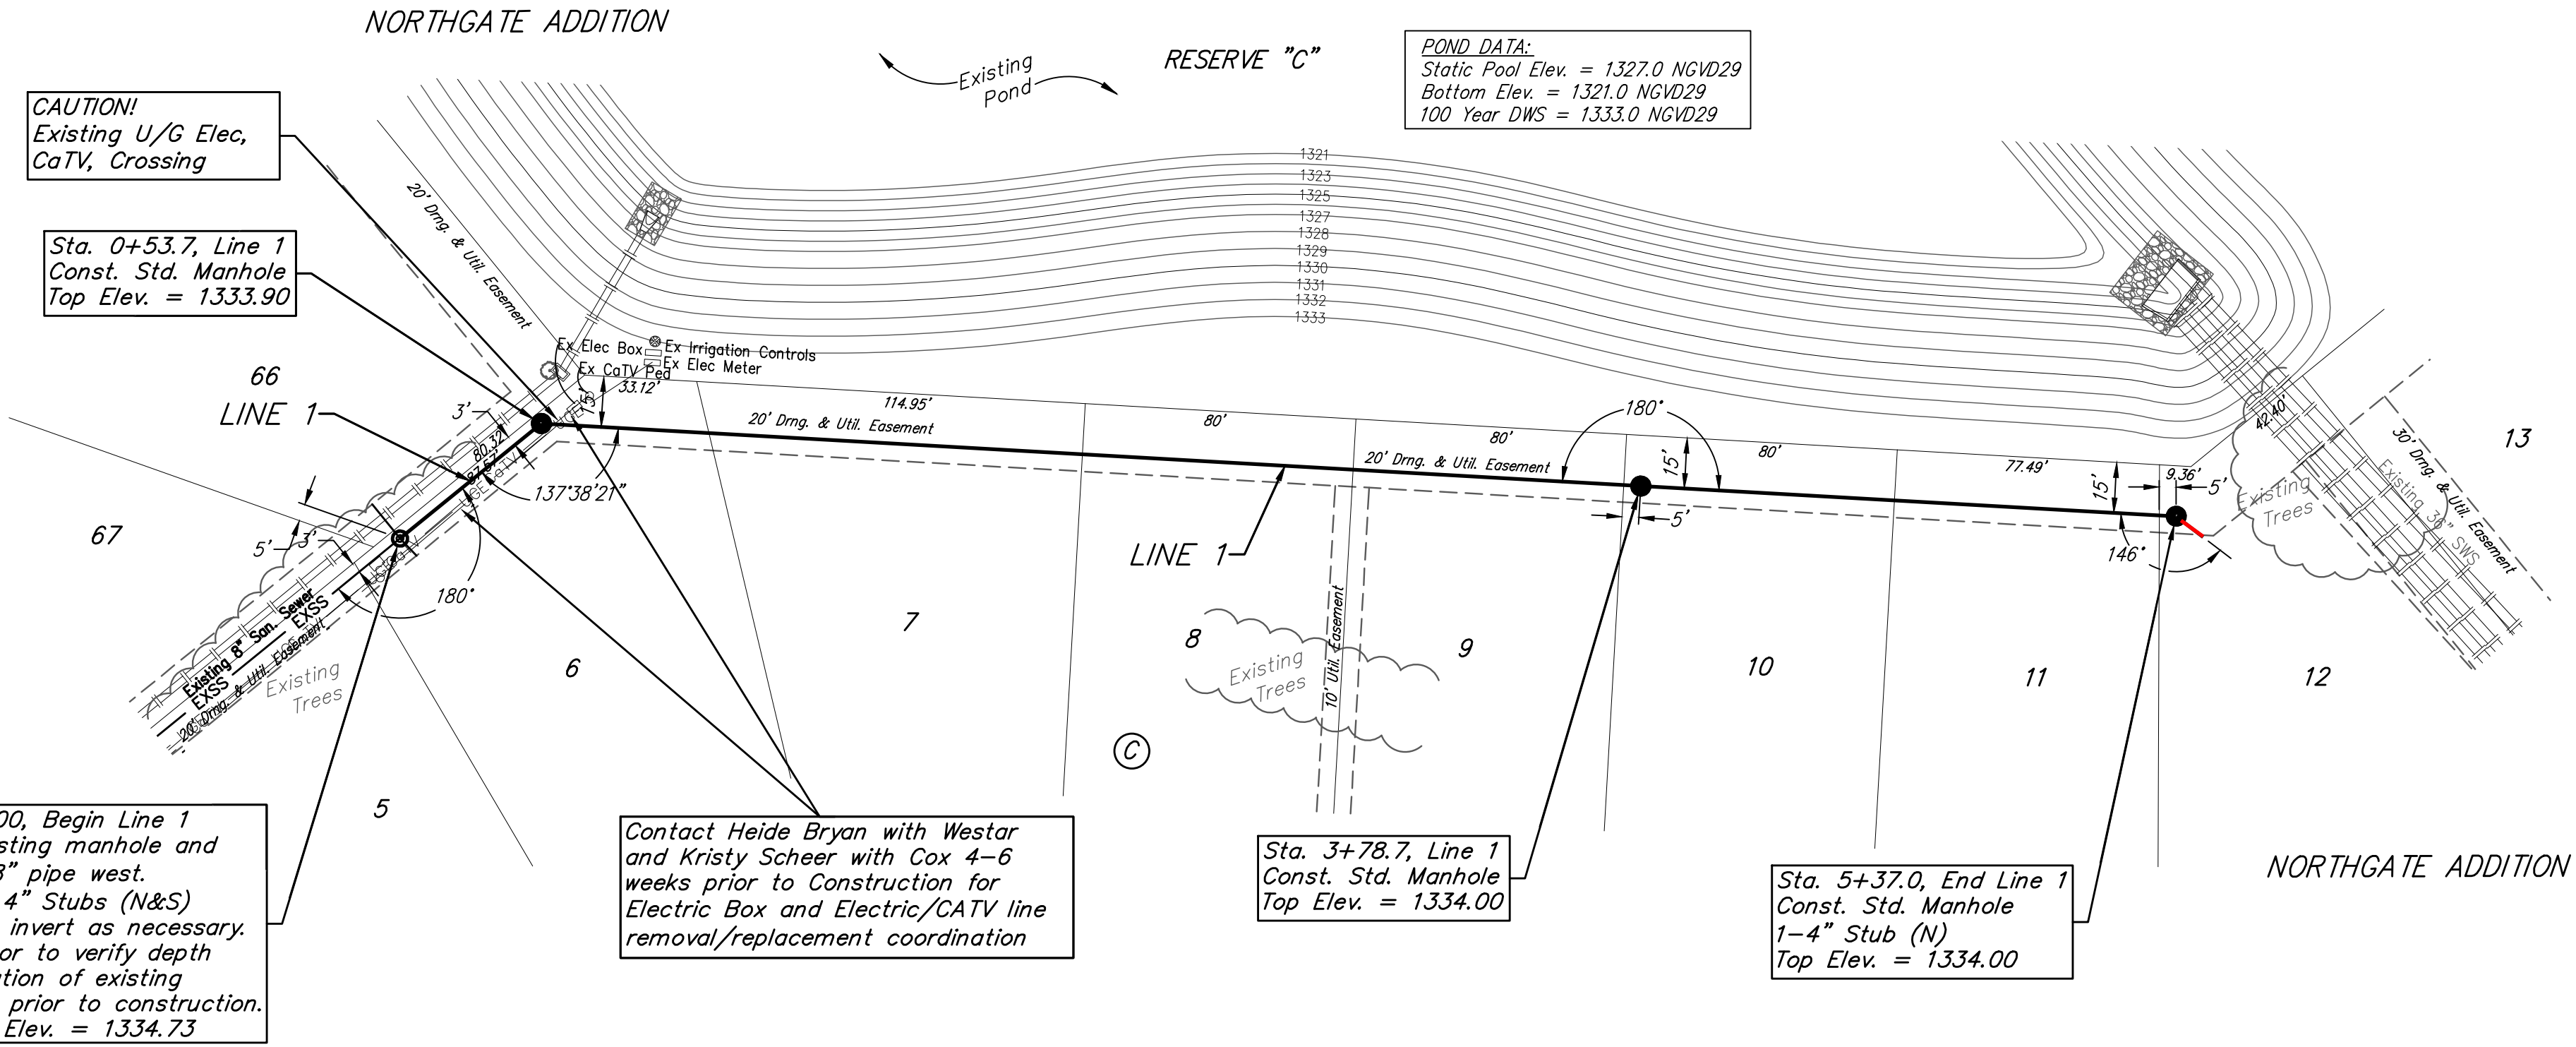 NORTHGATE ADDITION
Existing
Pond
RESERVE "C"
POND DATA:
Static Pool Elev. = 1327.0 NGVD29
Bottom Elev. = 1321.0 NGVD29
100 Year DWS = 1333.0 NGVD29
CAUTION!
Existing U/G Elec,
CaTV, Crossing
20' Drng. & Util. Easement
1321
1323
1325
1327
1328
1329
1330
1331
1332
1333
Sta. 0+53.7, Line 1
Const. Std. Manhole
Top Elev. = 1333.90
Ex Elec Box
Ex Irrigation Controls
Ex Elec Meter
Ex CaTV Ped
33.12'
15'
66
LINE 1
3'
80.32'
137°38'21"
114.95'
20' Drng. & Util. Easement
80'
80'
20' Drng. & Util. Easement
180°
15'
80'
5'
77.49'
15'
9.36'
5'
146°
42.40'
Existing
Trees
30' Drng. & Util. Easement
Existing 36" SWS
13
67
5'
3'
180°
Existing 8" San. Sewer
EXSS
EXSS
20' Drng. & Util. Easement
Existing
Trees
LINE 1
10' Util. Easement
Existing
Trees
5
6
7
8
9
10
11
12
C
00, Begin Line 1
sting manhole and
8" pipe west.
4" Stubs (N&S)
invert as necessary.
or to verify depth
ation of existing
prior to construction.
Elev. = 1334.73
Contact Heide Bryan with Westar
and Kristy Scheer with Cox 4-6
weeks prior to Construction for
Electric Box and Electric/CATV line
removal/replacement coordination
Sta. 3+78.7, Line 1
Const. Std. Manhole
Top Elev. = 1334.00
Sta. 5+37.0, End Line 1
Const. Std. Manhole
1-4" Stub (N)
Top Elev. = 1334.00
NORTHGATE ADDITION